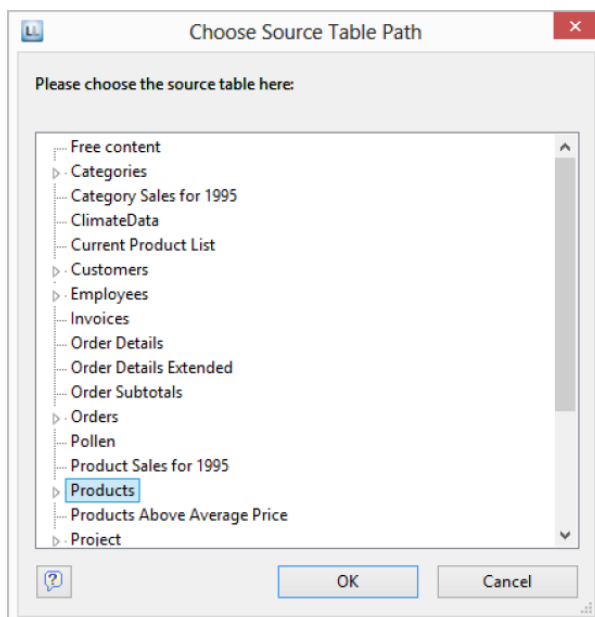 LL
Choose Source Table Path
Please choose the source table here:
Free content
Categories
Category Sales for 1995
ClimateData
Current Product List
Customers
Employees
Invoices
Order Details
Order Details Extended
Order Subtotals
Orders
Pollen
Product Sales for 1995
Products
Products Above Average Price
Project
OK
Cancel